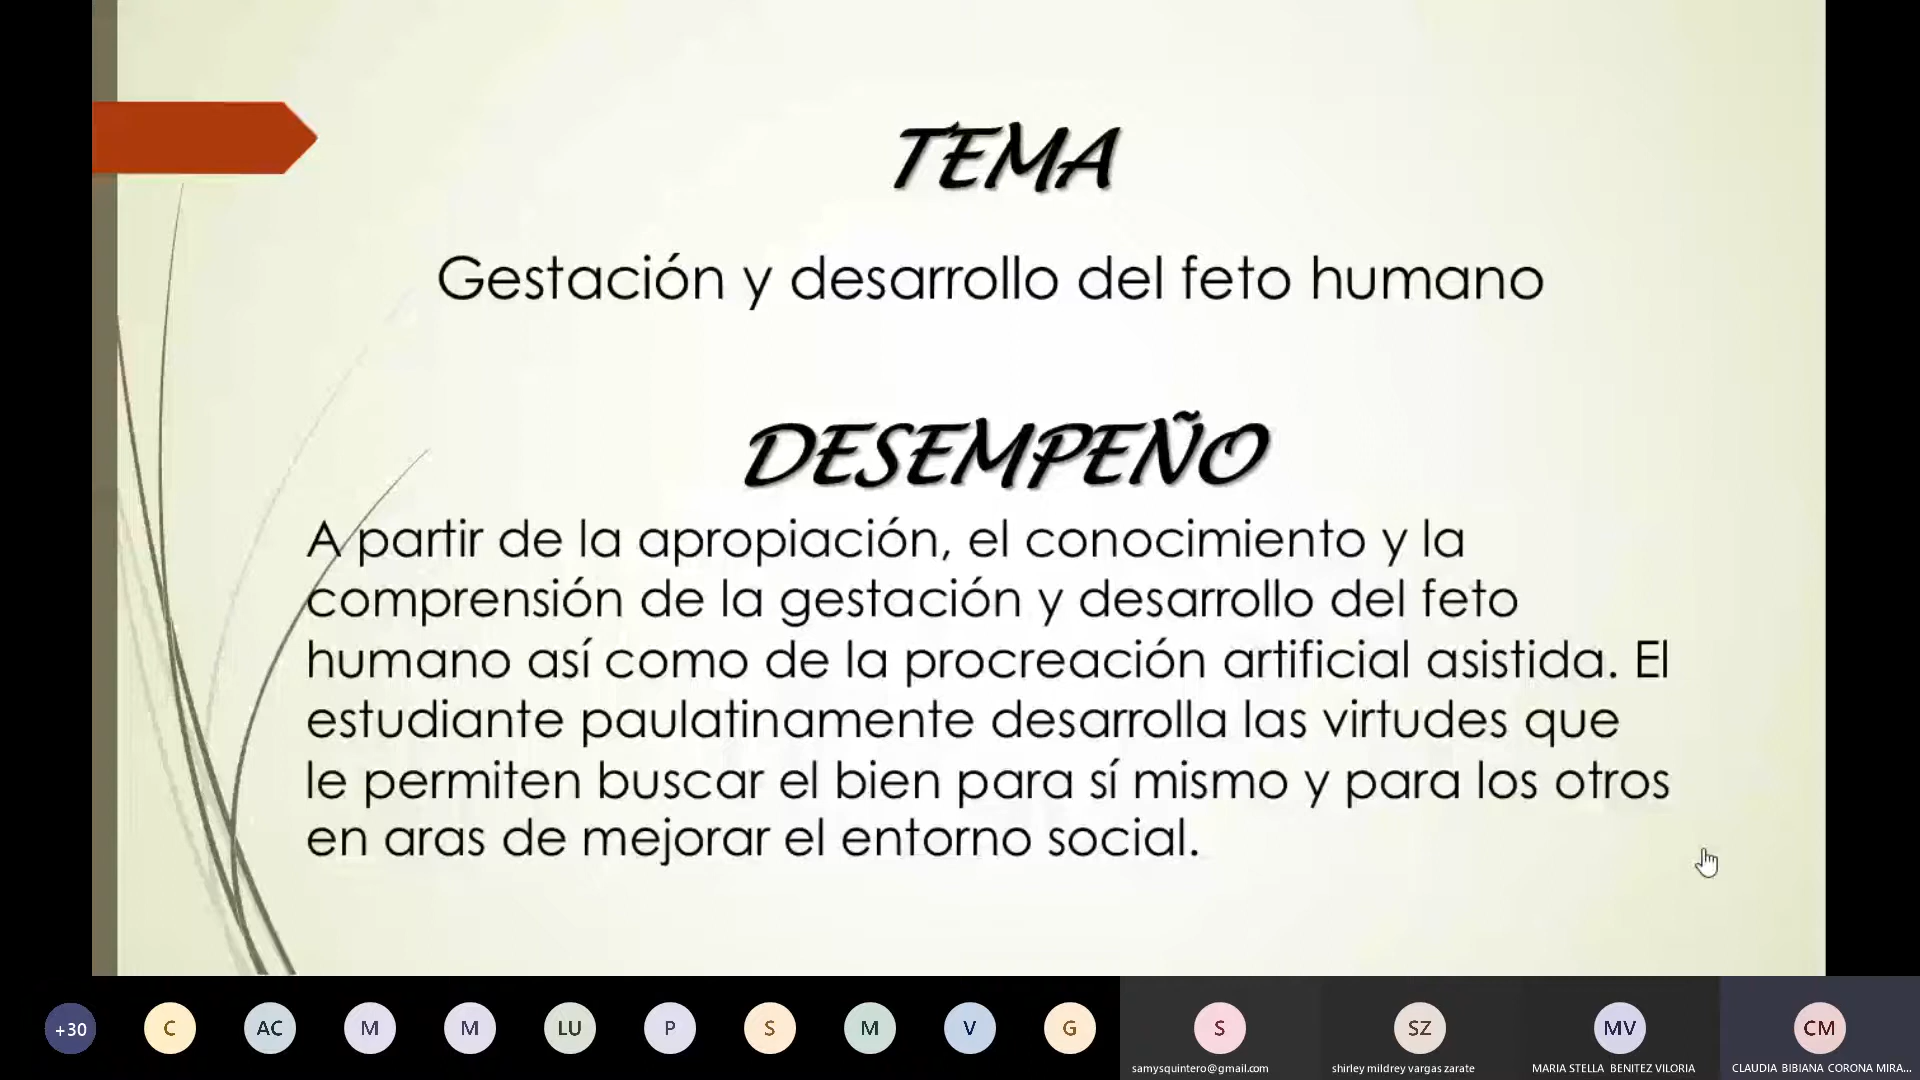 TEMA
Gestación y desarrollo del feto humano
DESEMPEÑO
A partir de la apropiación, el conocimiento y la
comprensión de la gestación y desarrollo del feto
humano así como de la procreación artificial asistida. El
estudiante paulatinamente desarrolla las virtudes que
le permiten buscar el bien para sí mismo y para los otros
en aras de mejorar el entorno social.
+30 C AC M M LU P S M V G S SZ MV CM
samysquintero@gmail.com shirley mildrey vargas zarate MARIA STELLA BENITEZ VILORIA CLAUDIA BIBIANA CORONA MIRA...